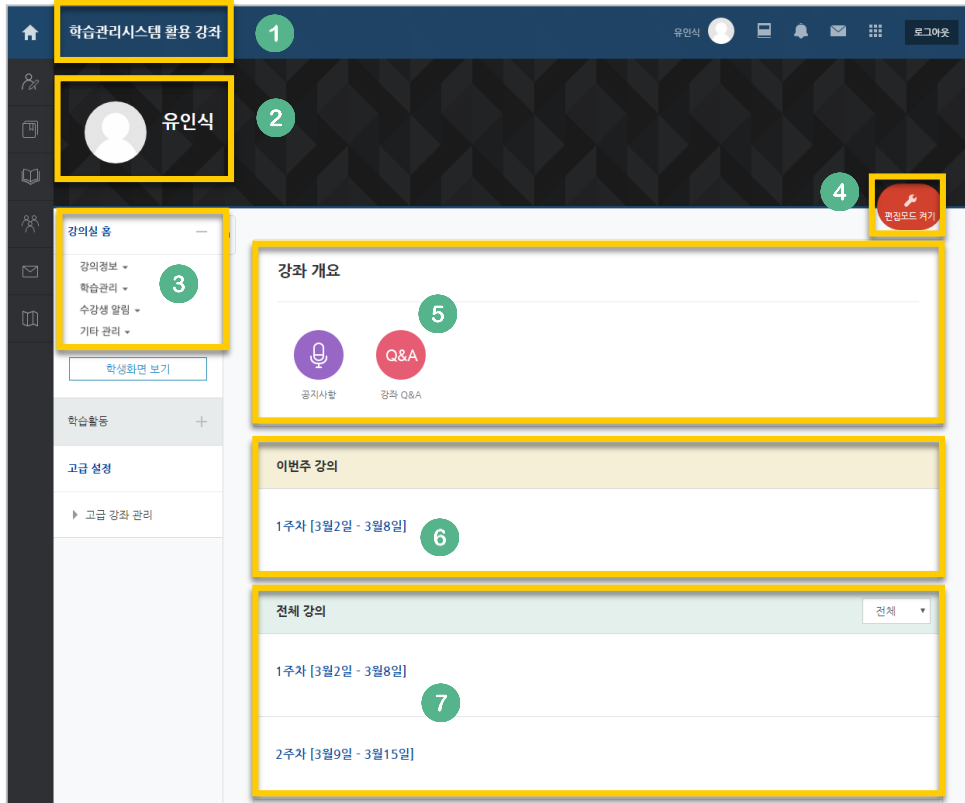 학습관리시스템 활용 강좌
1
유인식
로그아웃
유인식
2
4
편집모드 켜기
강의실 홈
강의정보
학습관리
수강생 알림
기타 관리
3
학생화면 보기
학습활동
고급 설정
고급 강좌 관리
강좌 개요
5
Q&A
공지사항
강좌 Q&A
이번주 강의
1주차 [3월2일 - 3월8일]
6
전체 강의
전체
1주차 [3월2일 - 3월8일]
7
2주차 [3월9일 - 3월15일]